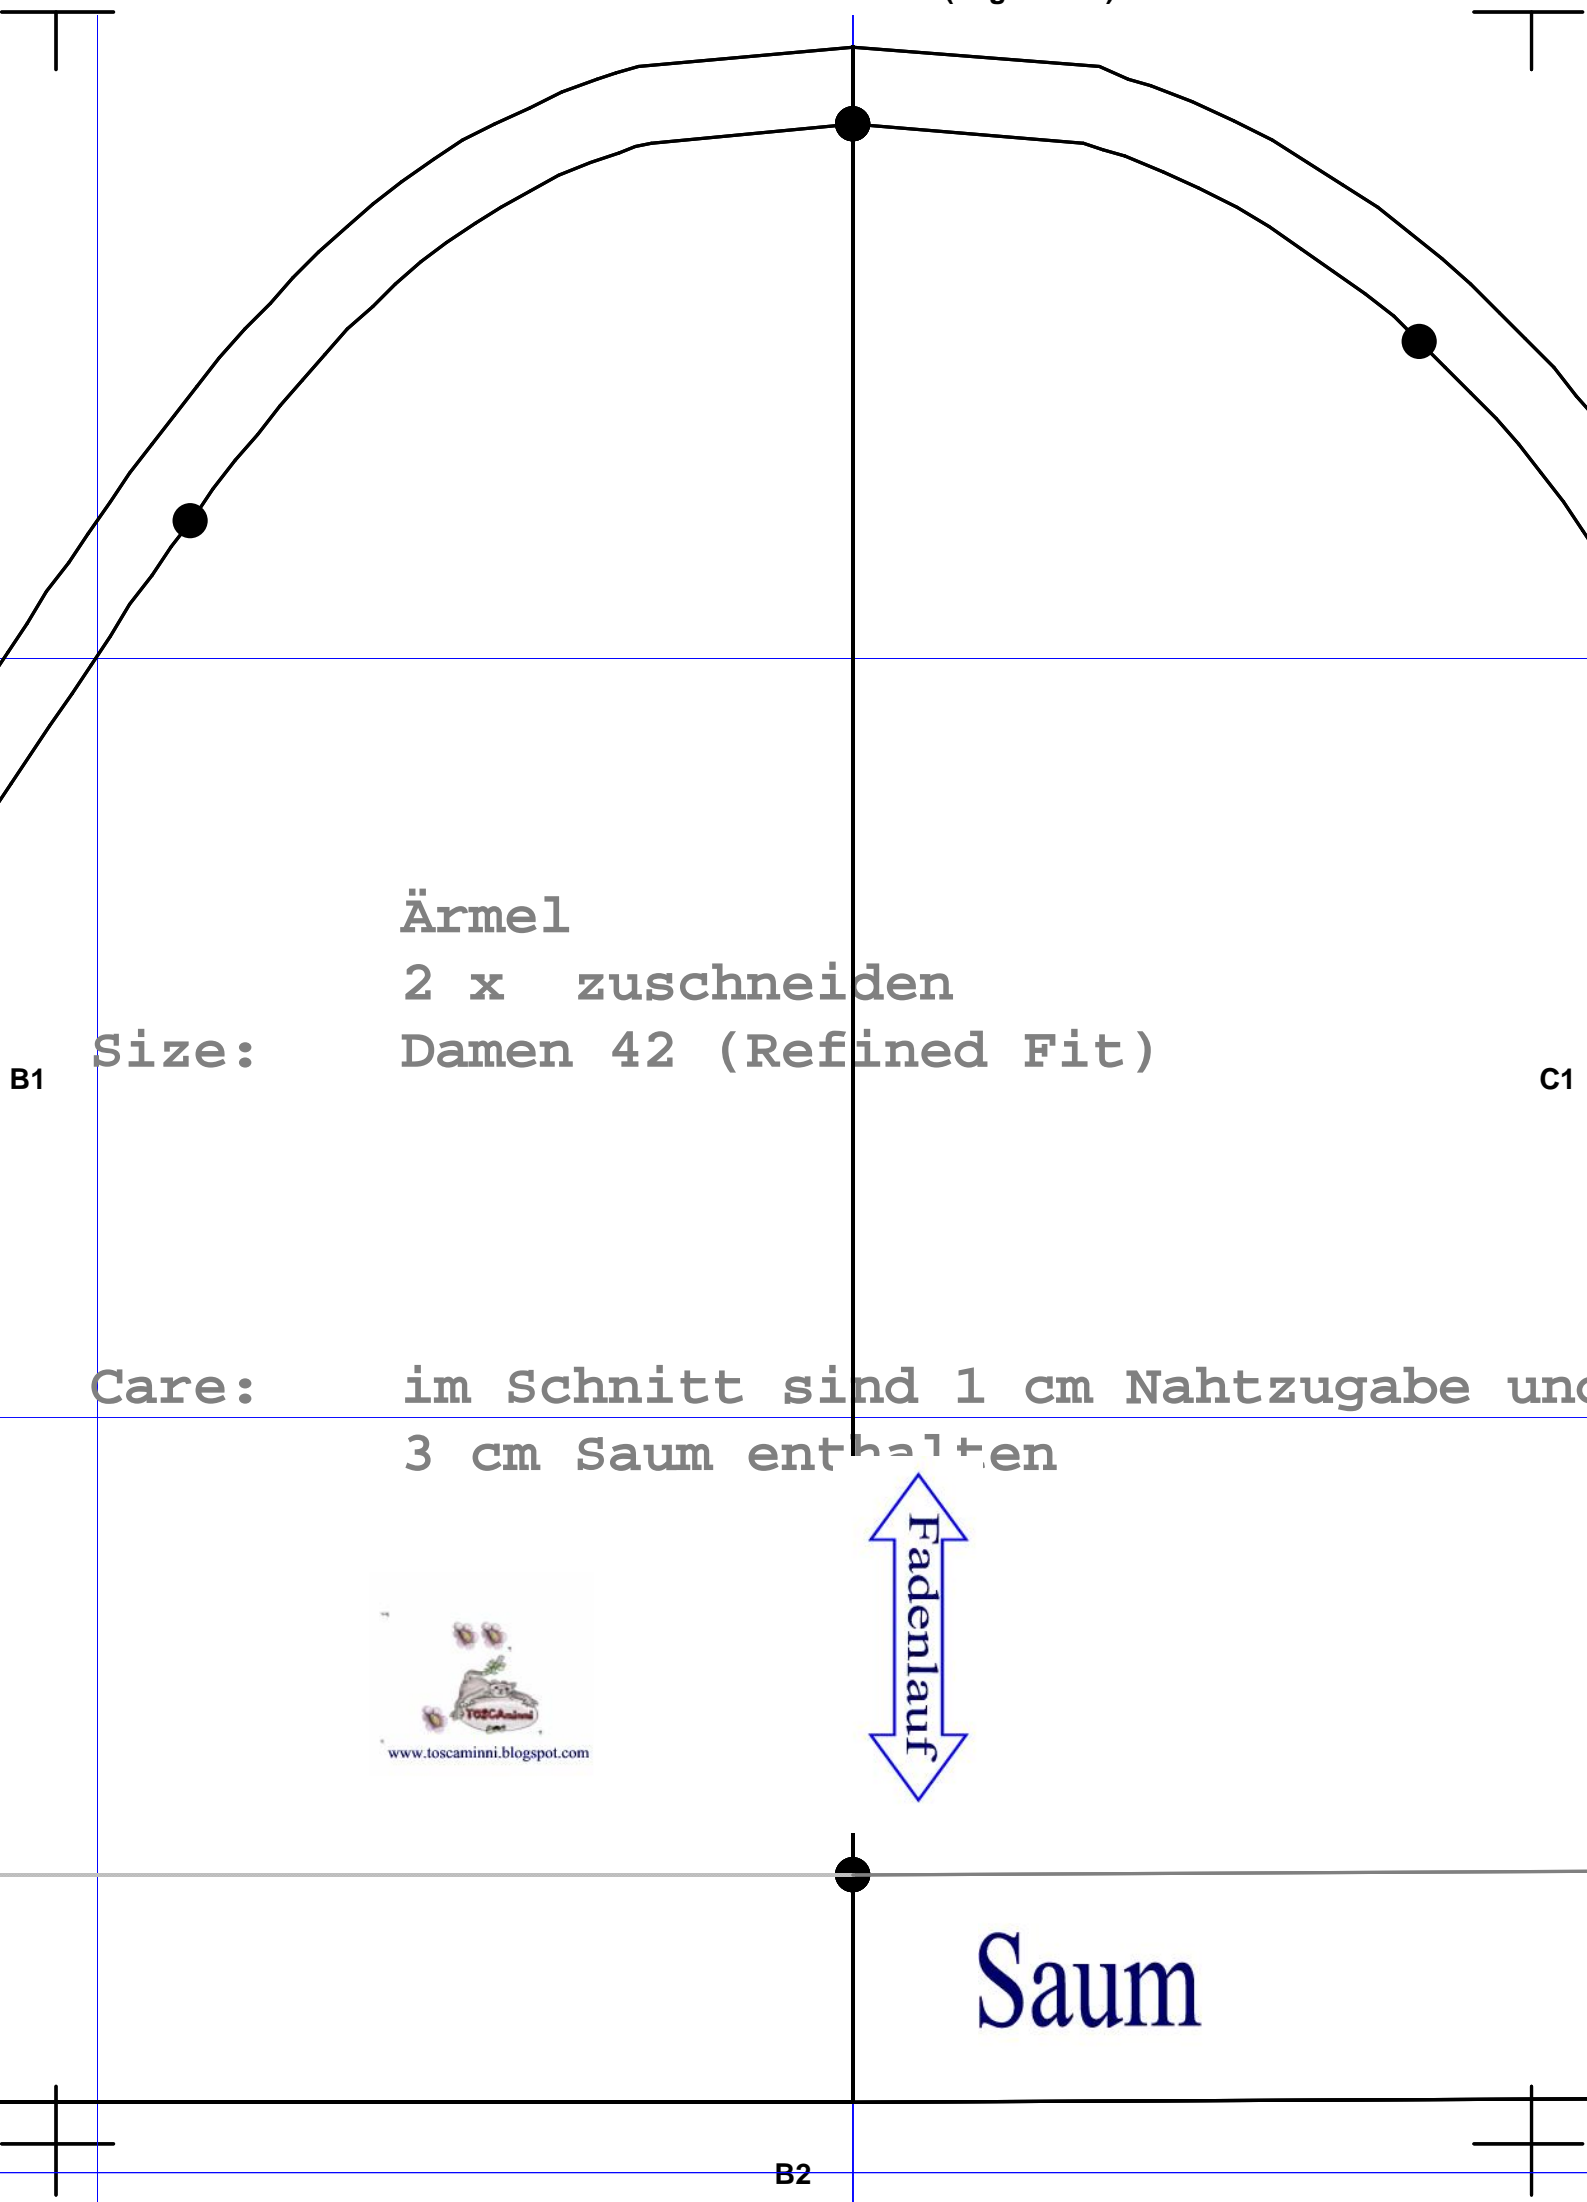 Ärmel
2 x zuschneiden
Size: Damen 42 (Refined Fit)
B1
C1
Care: im Schnitt sind 1 cm Nahtzugabe und
3 cm Saum enthalten
Fadenlauf
TOSCAminni
www.toscaminni.blogspot.com
Saum
B2